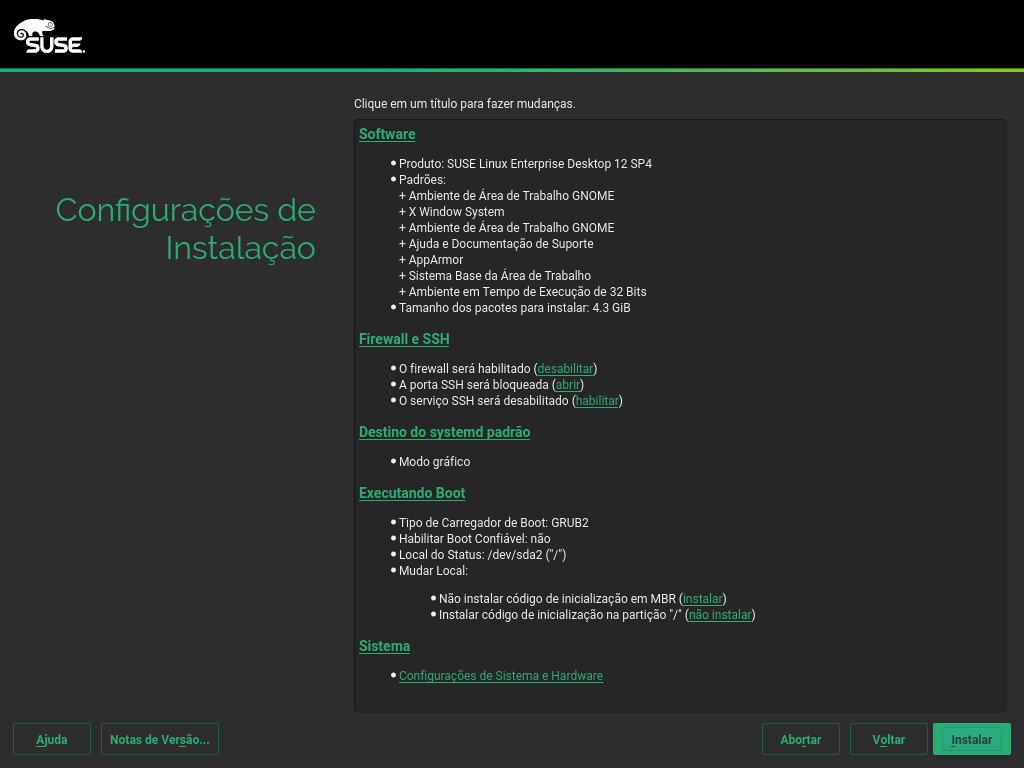 SUSE.
Clique em um título para fazer mudanças.
Configurações de
Instalação
Software
Produto: SUSE Linux Enterprise Desktop 12 SP4
Padrões:
+ Ambiente de Área de Trabalho GNOME
+ X Window System
+ Ambiente de Área de Trabalho GNOME
+ Ajuda e Documentação de Suporte
+ AppArmor
+ Sistema Base da Área de Trabalho
+ Ambiente em Tempo de Execução de 32 Bits
Tamanho dos pacotes para instalar: 4.3 GiB
Firewall e SSH
O firewall será habilitado (desabilitar)
A porta SSH será bloqueada (abrir)
O serviço SSH será desabilitado (habilitar)
Destino do systemd padrão
Modo gráfico
Executando Boot
Tipo de Carregador de Boot: GRUB2
Habilitar Boot Confiável: não
Local do Status: /dev/sda2 ("/")
Mudar Local:
Não instalar código de inicialização em MBR (instalar)
Instalar código de inicialização na partição "/" (não instalar)
Sistema
Configurações de Sistema e Hardware
Ajuda
Notas de Versão...
Abortar
Voltar
Instalar